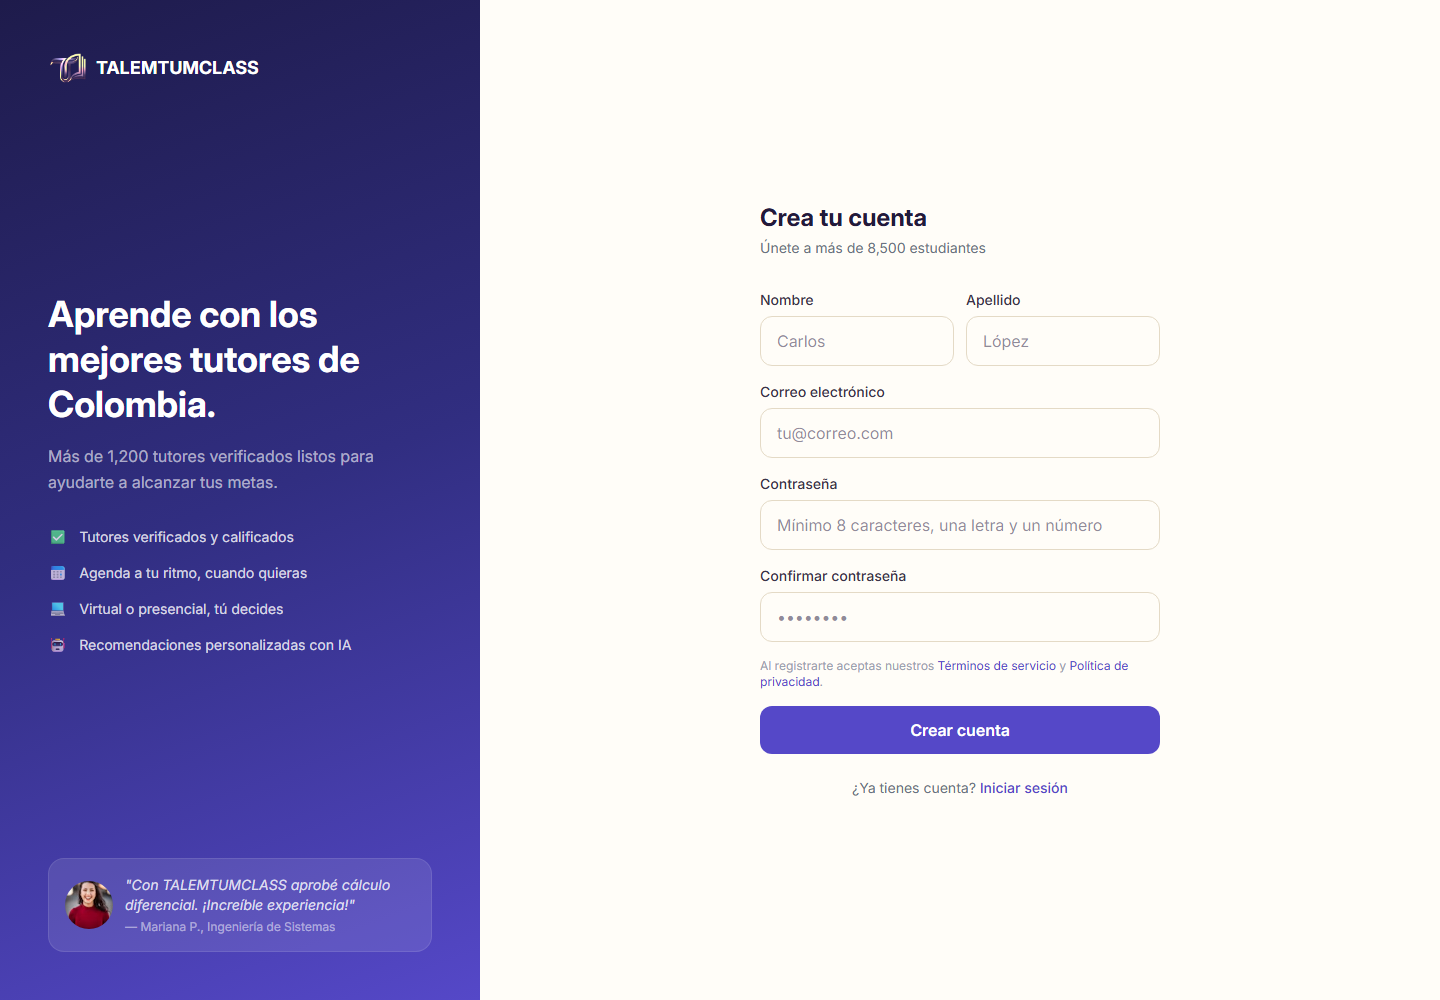 TALEMTUMCLASS
Aprende con los
mejores tutores de
Colombia.
Más de 1,200 tutores verificados listos para
ayudarte a alcanzar tus metas.
Tutores verificados y calificados
Agenda a tu ritmo, cuando quieras
Virtual o presencial, tú decides
Recomendaciones personalizadas con IA
"Con TALEMTUMCLASS aprobé cálculo
diferencial. ¡Increíble experiencia!"
— Mariana P., Ingeniería de Sistemas
Crea tu cuenta
Únete a más de 8,500 estudiantes
Nombre Apellido
Carlos López
Correo electrónico
tu@correo.com
Contraseña
Mínimo 8 caracteres, una letra y un número
Confirmar contraseña
••••••••
Al registrarte aceptas nuestros Términos de servicio y Política de
privacidad.
Crear cuenta
¿Ya tienes cuenta? Iniciar sesión